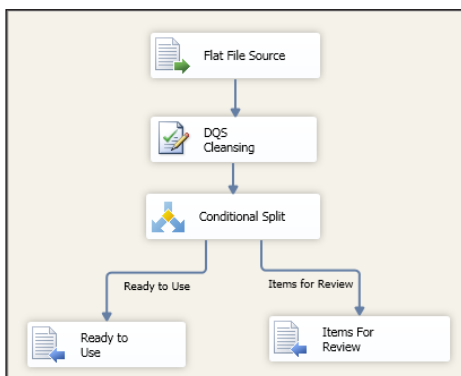 Flat File Source
DQS
Cleansing
Conditional Split
Ready to Use
Items for Review
Ready to
Use
Items For
Review